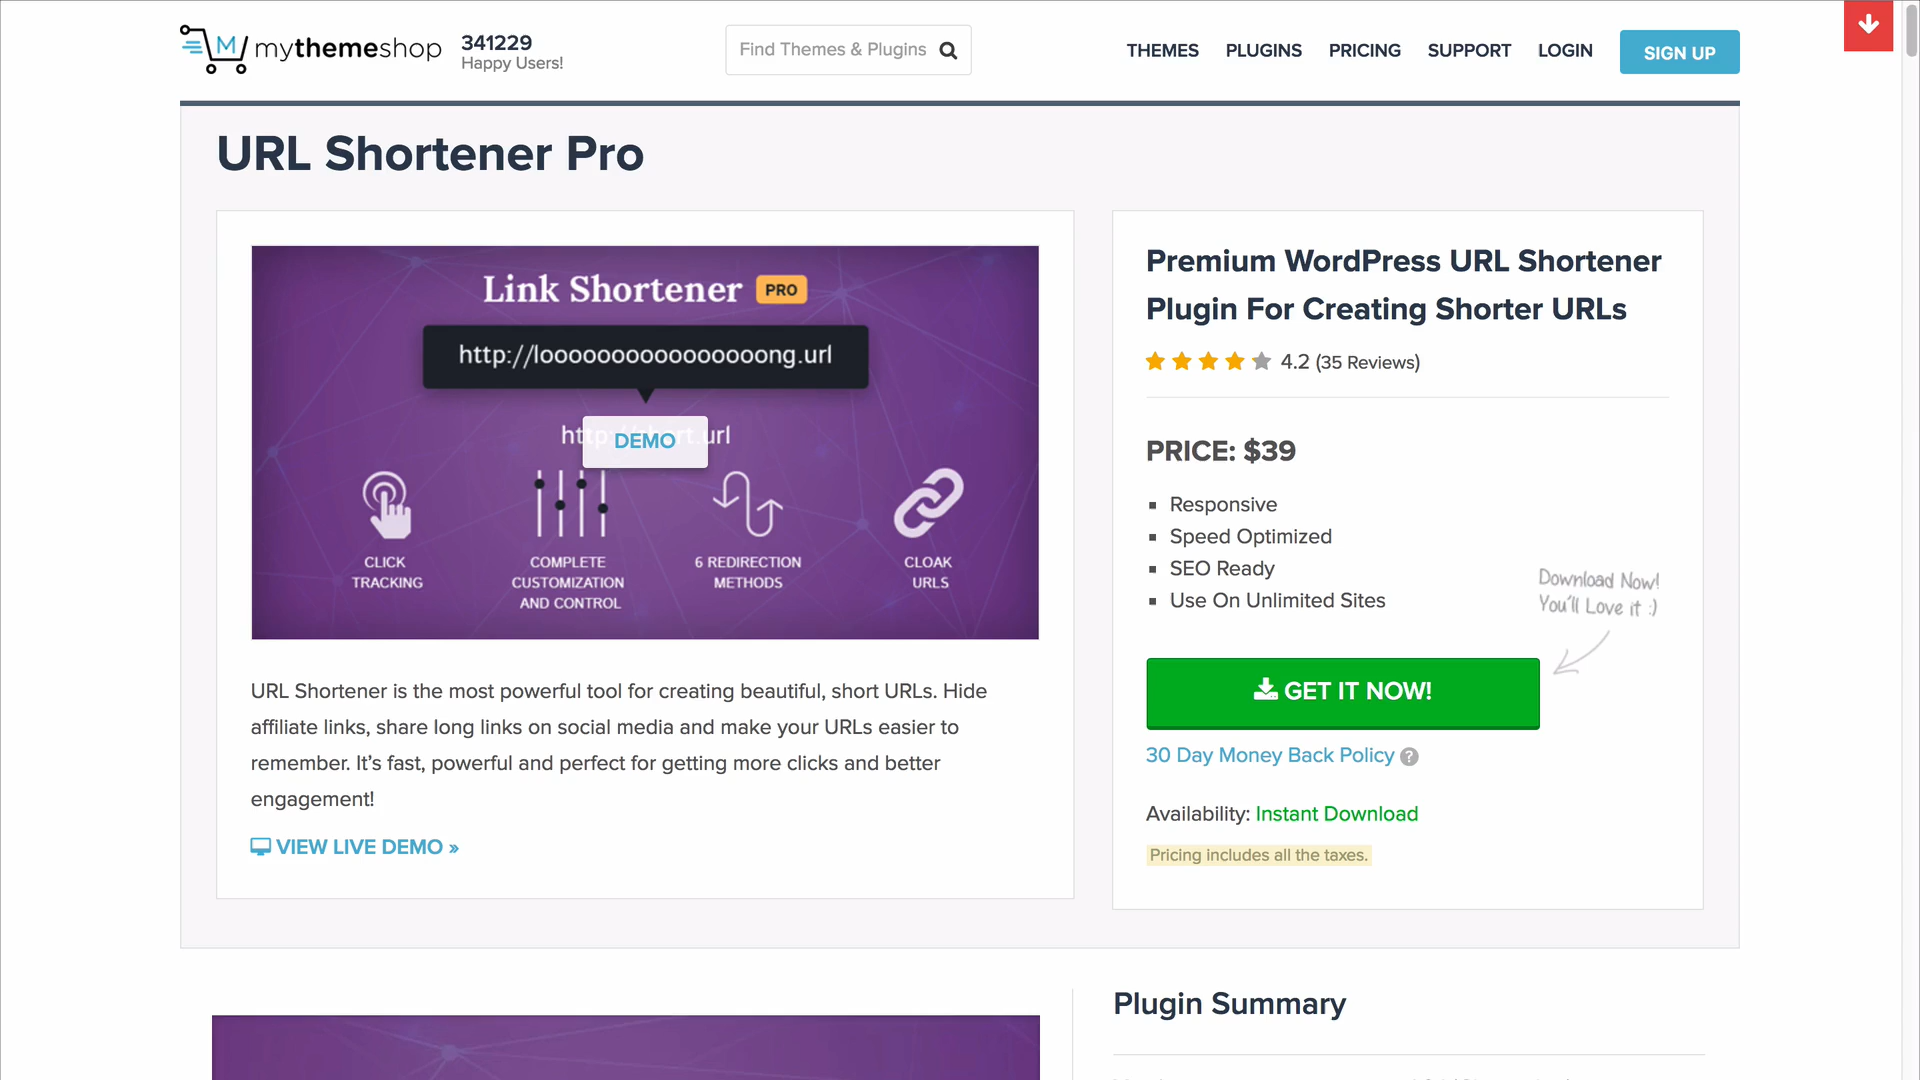 M mythemeshop
341229
Happy Users!
Find Themes & Plugins
THEMES PLUGINS PRICING SUPPORT LOGIN SIGN UP
URL Shortener Pro
Link Shortener PRO
http://looooooooooooooooong.url
DEMO
CLICK TRACKING
COMPLETE CUSTOMIZATION AND CONTROL
6 REDIRECTION METHODS
CLOAK URLS
URL Shortener is the most powerful tool for creating beautiful, short URLs. Hide
affiliate links, share long links on social media and make your URLs easier to
remember. It's fast, powerful and perfect for getting more clicks and better
engagement!
VIEW LIVE DEMO »
Premium WordPress URL Shortener
Plugin For Creating Shorter URLs
4.2 (35 Reviews)
PRICE: $39
▪ Responsive
▪ Speed Optimized
▪ SEO Ready
▪ Use On Unlimited Sites
Download Now!
You'll Love it :)
GET IT NOW!
30 Day Money Back Policy ?
Availability: Instant Download
Pricing includes all the taxes.
Plugin Summary